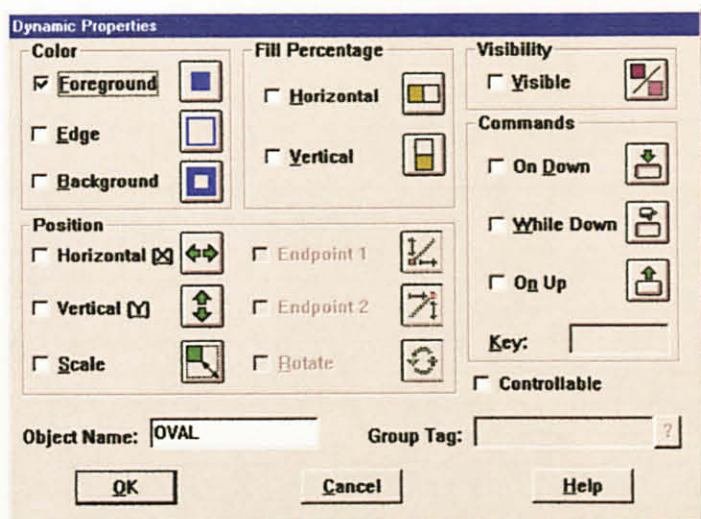 Dynamic Properties
Color
Foreground
Edge
Background
Fill Percentage
Horizontal
Vertical
Visibility
Visible
Commands
On Down
While Down
On Up
Key:
Position
Horizontal (X)
Vertical (Y)
Scale
Endpoint 1
Endpoint 2
Rotate
Controllable
Object Name: OVAL
Group Tag: ?
OK
Cancel
Help